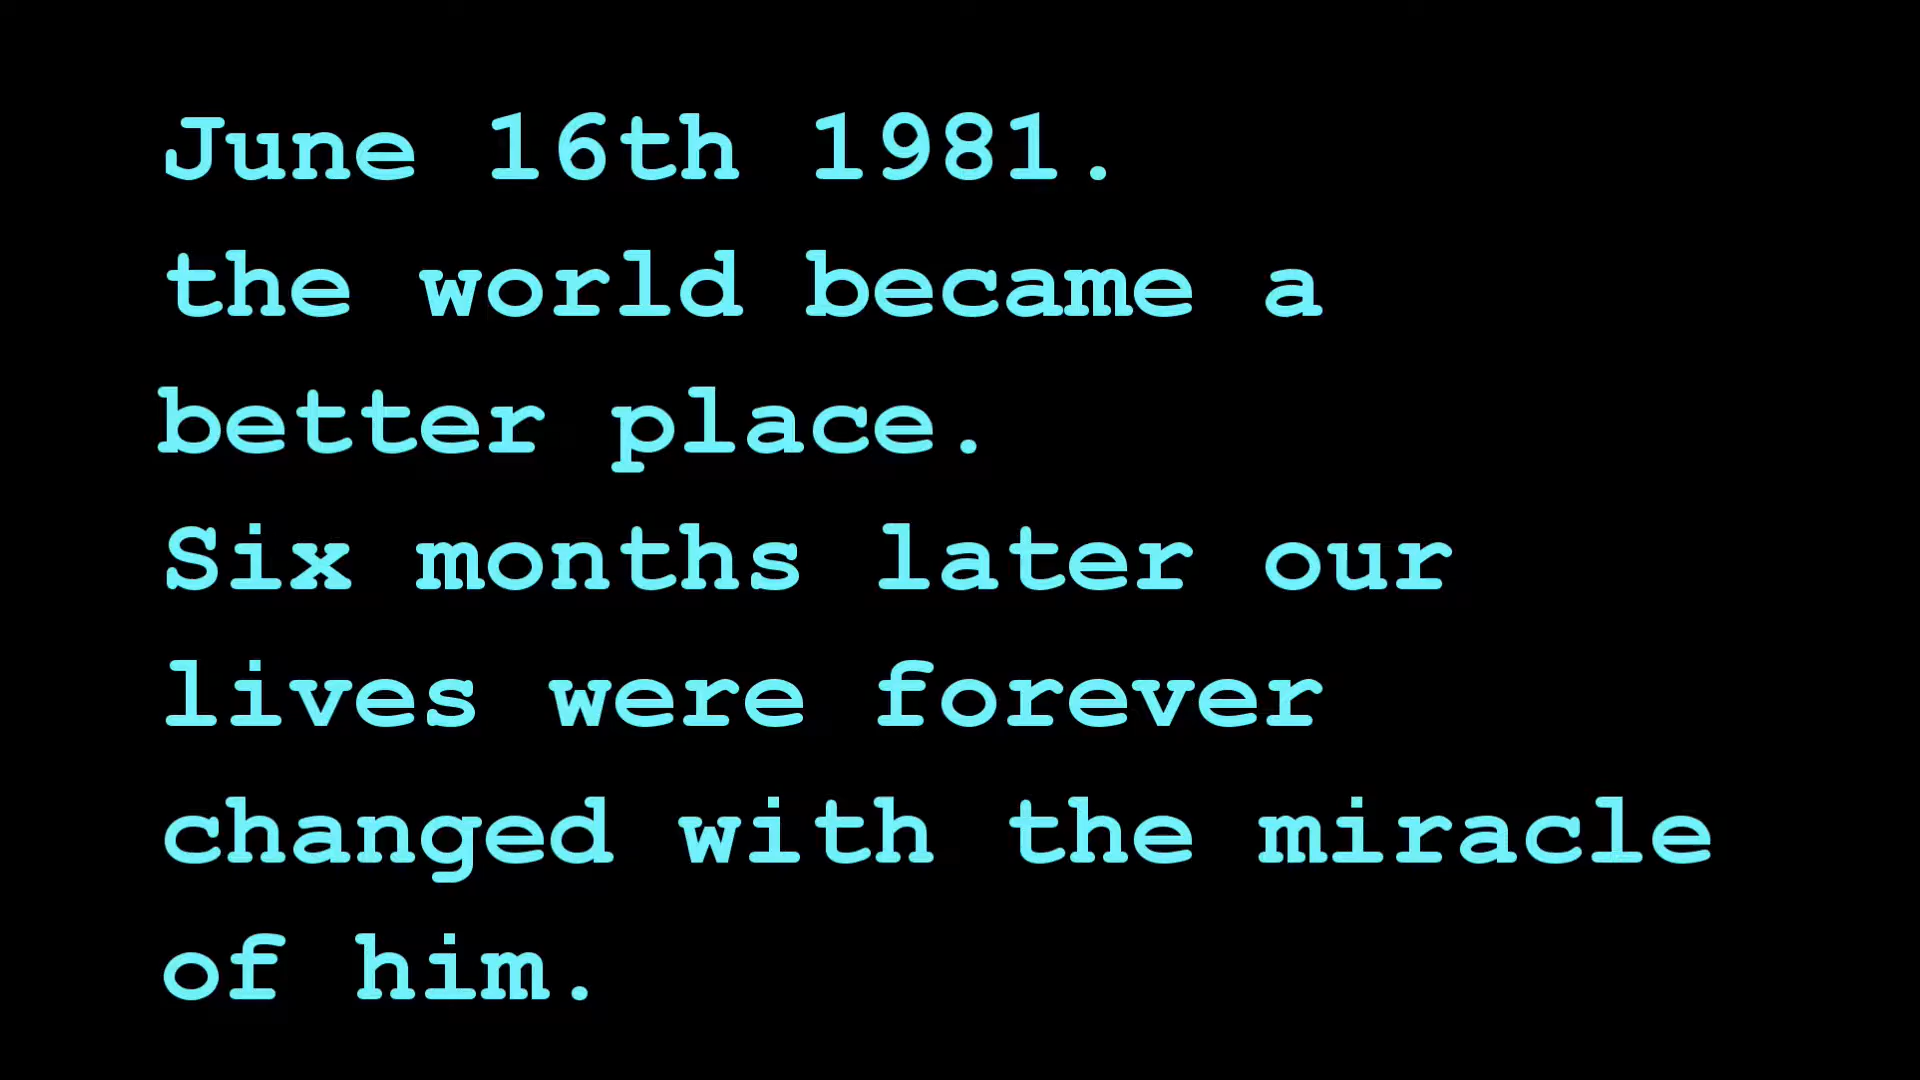 June 16th 1981.
the world became a
better place.
Six months later our
lives were forever
changed with the miracle
of him.